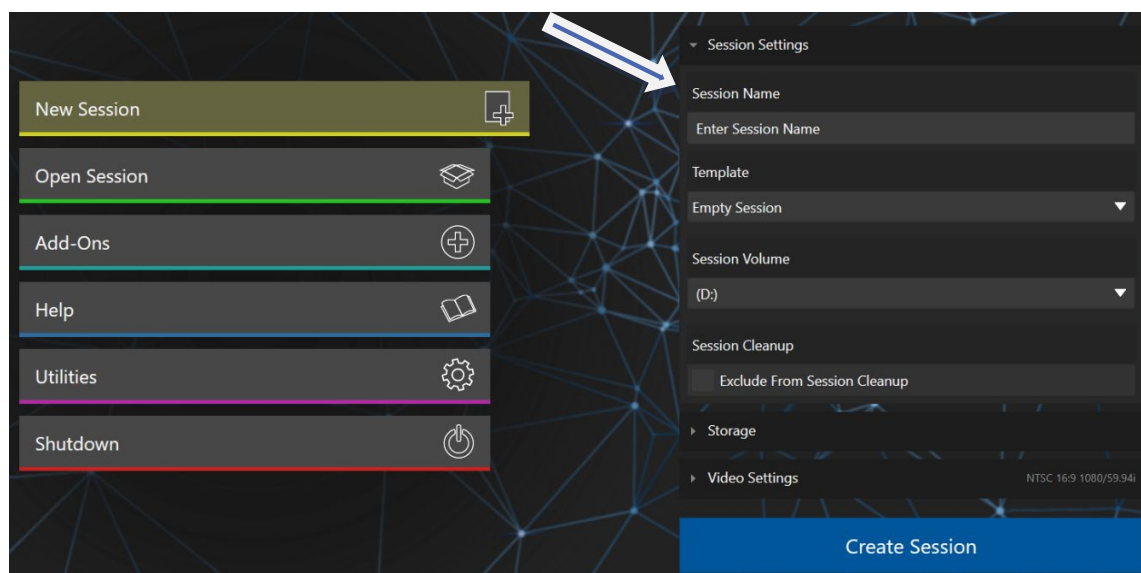 New Session
Open Session
Add-Ons
Help
Utilities
Shutdown
Session Settings
Session Name
Enter Session Name
Template
Empty Session
Session Volume
(D:)
Session Cleanup
Exclude From Session Cleanup
Storage
Video Settings NTSC 16:9 1080/59.94i
Create Session